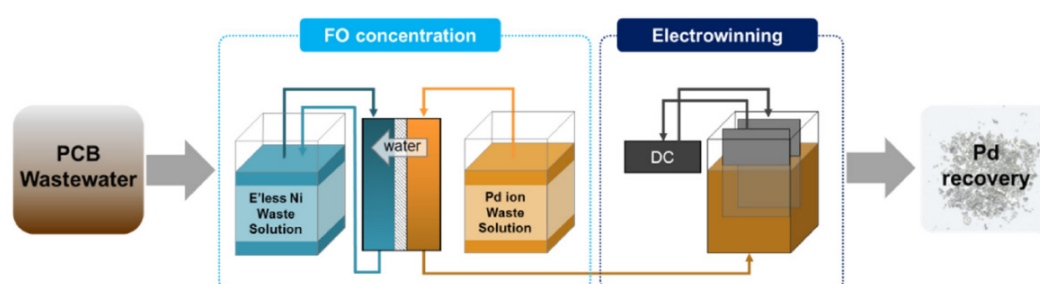 FO concentration
Electrowinning
PCB
Wastewater
E'less Ni
Waste
Solution
water
Pd ion
Waste
Solution
DC
Pd
recovery